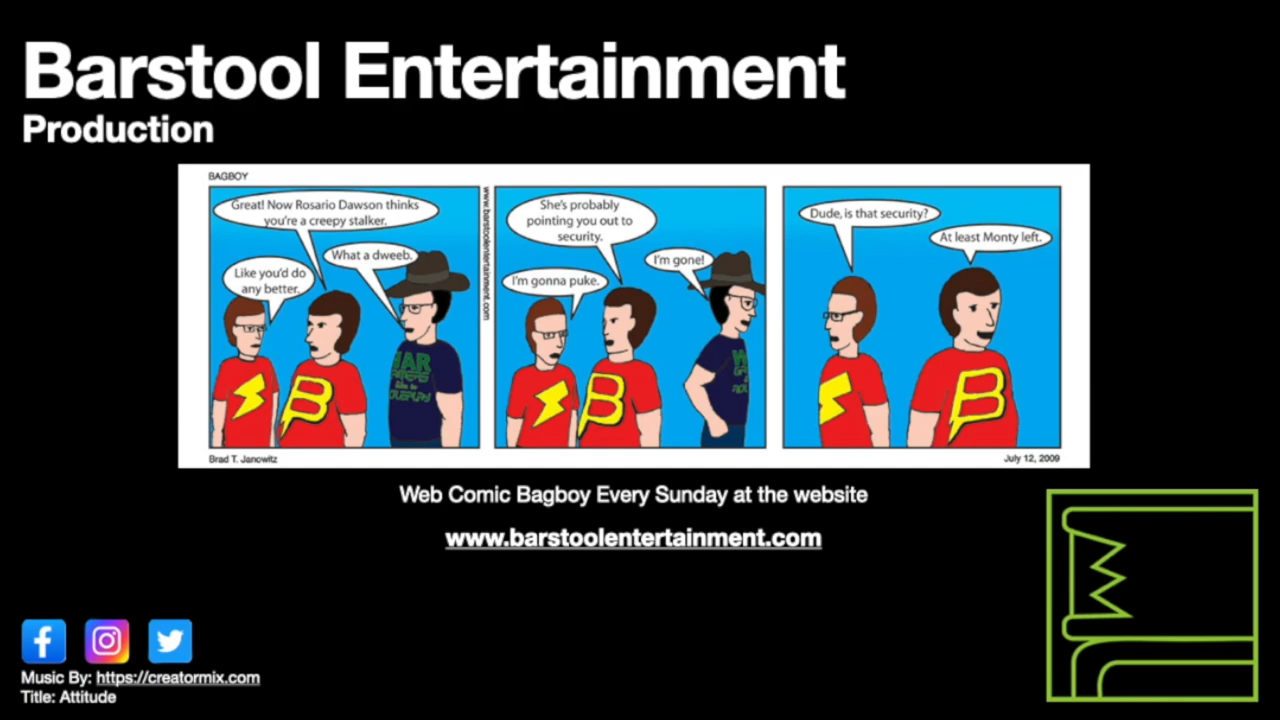 Barstool Entertainment
Production
BAGBOY
Great! Now Rosario Dawson thinks
you're a creepy stalker.
Like you'd do
any better.
What a dweeb.
www.barstoolentertainment.com
She's probably
pointing you out to
security.
I'm gonna puke.
I'm gone!
Dude, is that security?
At least Monty left.
Brad T. Janowitz
July 12, 2009
Web Comic Bagboy Every Sunday at the website
www.barstoolentertainment.com
Music By: https://creatormix.com
Title: Attitude